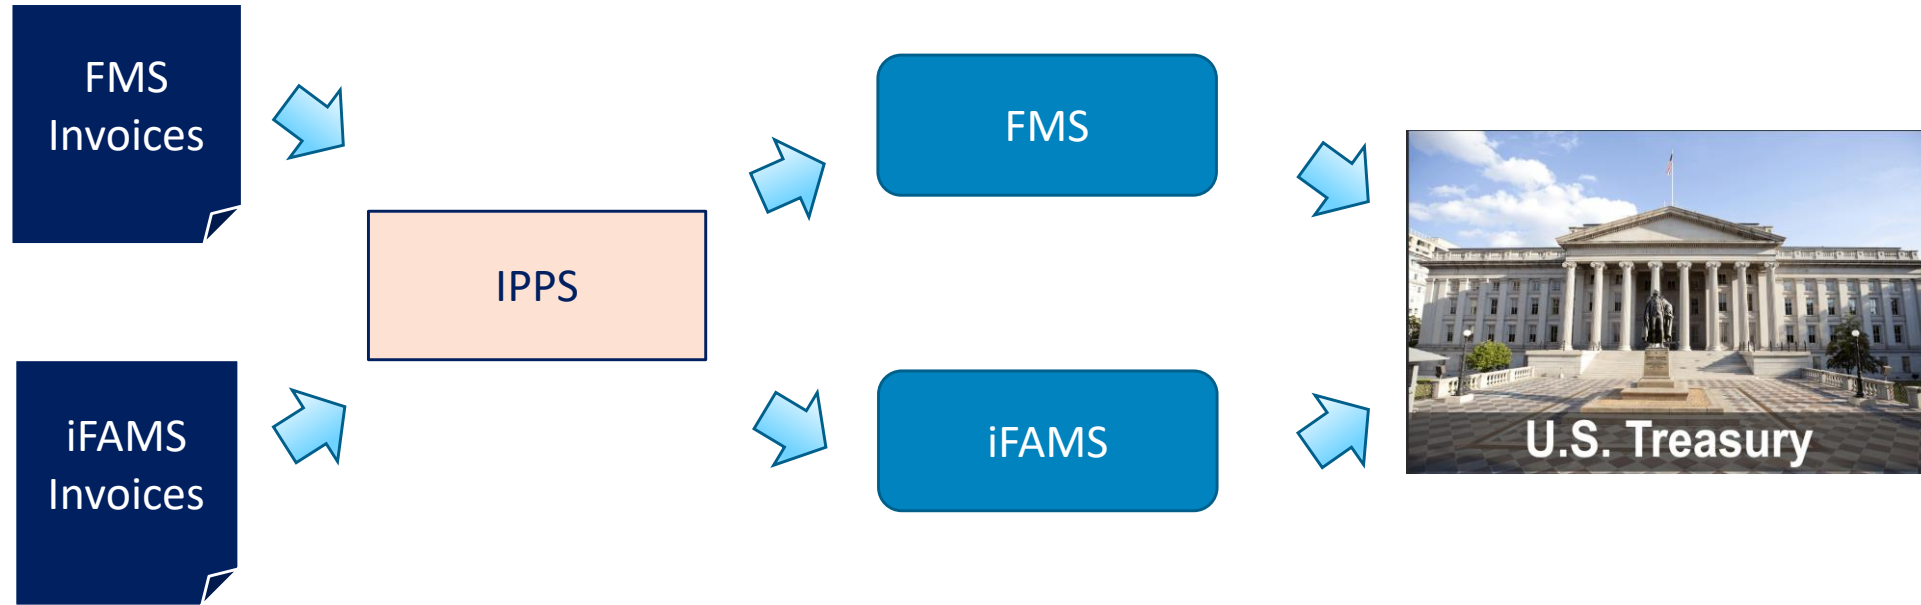 FMS
Invoices
iFAMS
Invoices
IPPS
FMS
iFAMS
U.S. Treasury